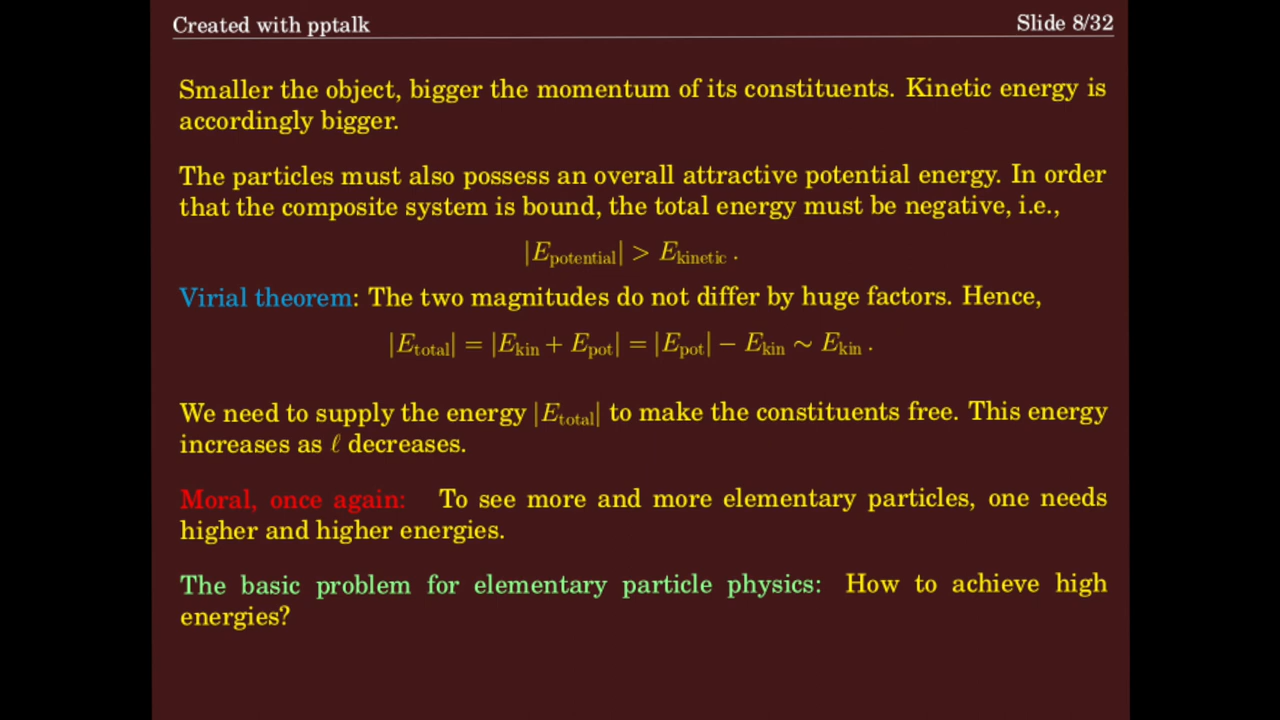 Created with pptalk
Slide 8/32
Smaller the object, bigger the momentum of its constituents. Kinetic energy is
accordingly bigger.
The particles must also possess an overall attractive potential energy. In order
that the composite system is bound, the total energy must be negative, i.e.,
|E_potential| > E_kinetic .
Virial theorem: The two magnitudes do not differ by huge factors. Hence,
|E_total| = |E_kin + E_pot| = |E_pot| − E_kin ∼ E_kin .
We need to supply the energy |E_total| to make the constituents free. This energy
increases as ℓ decreases.
Moral, once again: To see more and more elementary particles, one needs
higher and higher energies.
The basic problem for elementary particle physics: How to achieve high
energies?